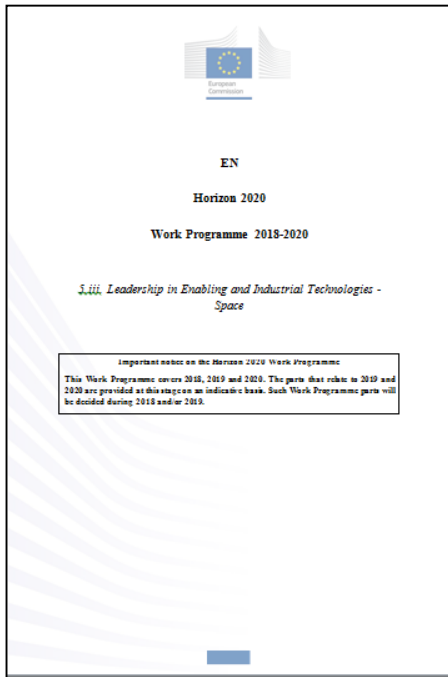 European
Commission
EN
Horizon 2020
Work Programme 2018-2020
5.iii. Leadership in Enabling and Industrial Technologies -
Space
Important notice on the Horizon 2020 Work Programme
This Work Programme covers 2018, 2019 and 2020. The parts that relate to 2019 and
2020 are provided at this stage on an indicative basis. Such Work Programme parts will
be decided during 2018 and/or 2019.